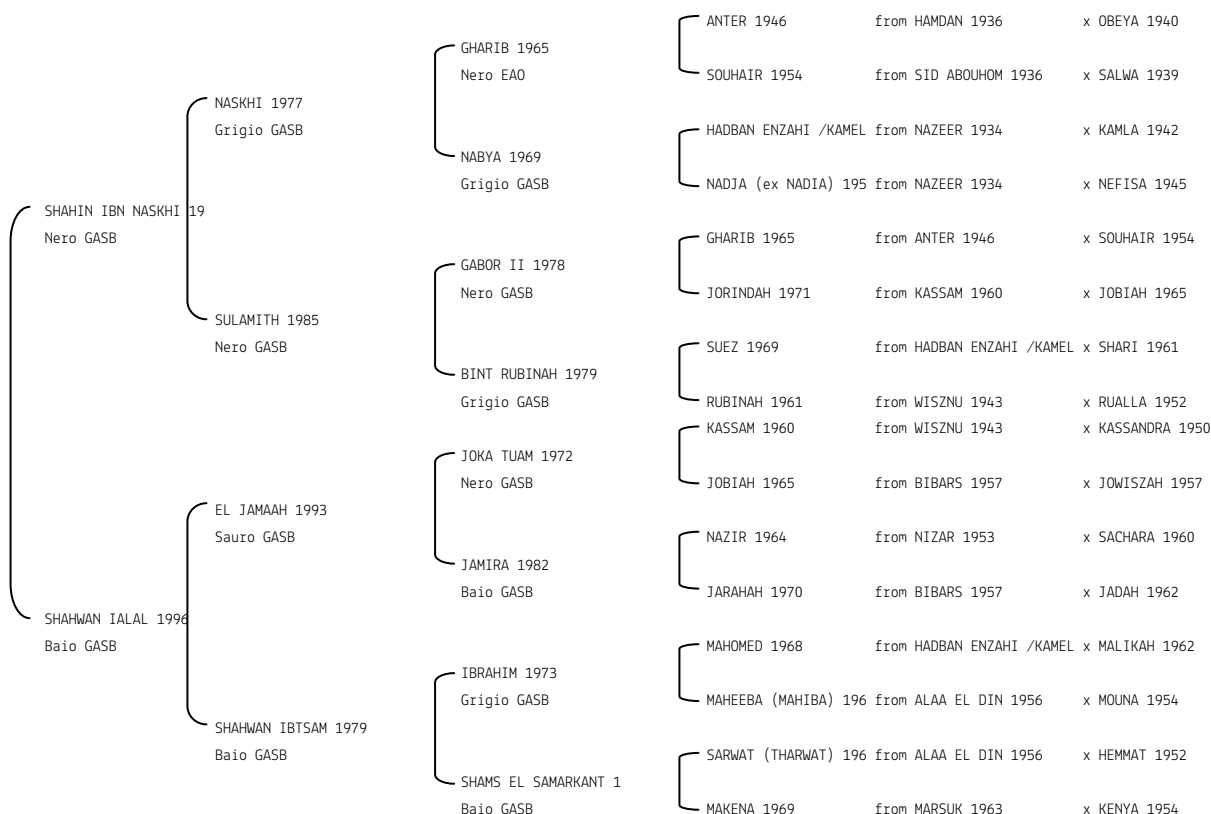 ANTER 1946 from HAMDAN 1936 x OBEYA 1940
GHARIB 1965
Nero EAO
SOUHAIR 1954 from SID ABOUHOM 1936 x SALWA 1939
NASKHI 1977
Grigio GASB
HADBAN ENZAHI /KAMEL from NAZEER 1934 x KAMLA 1942
NABYA 1969
Grigio GASB
NADJA (ex NADIA) 195 from NAZEER 1934 x NEFISA 1945
SHAHIN IBN NASKHI 19
Nero GASB
GHARIB 1965 from ANTER 1946 x SOUHAIR 1954
GABOR II 1978
Nero GASB
JORINDAH 1971 from KASSAM 1960 x JOBIAH 1965
SULAMITH 1985
Nero GASB
SUEZ 1969 from HADBAN ENZAHI /KAMEL x SHARI 1961
BINT RUBINAH 1979
Grigio GASB
RUBINAH 1961 from WISZNU 1943 x RUALLA 1952
KASSAM 1960 from WISZNU 1943 x KASSANDRA 1950
JOKA TUAM 1972
Nero GASB
JOBIAH 1965 from BIBARS 1957 x JOWISZAH 1957
EL JAMAAH 1993
Sauro GASB
NAZIR 1964 from NIZAR 1953 x SACHARA 1960
JAMIRA 1982
Baio GASB
JARAHAH 1970 from BIBARS 1957 x JADAH 1962
SHAHWAN IALAL 1996
Baio GASB
MAHOMED 1968 from HADBAN ENZAHI /KAMEL x MALIKAH 1962
IBRAHIM 1973
Grigio GASB
MAHEEBA (MAHIBA) 196 from ALAA EL DIN 1956 x MOUNA 1954
SHAHWAN IBTSAM 1979
Baio GASB
SARWAT (THARWAT) 196 from ALAA EL DIN 1956 x HEMMAT 1952
SHAMS EL SAMARKANT 1
Baio GASB
MAKENA 1969 from MARSUK 1963 x KENYA 1954